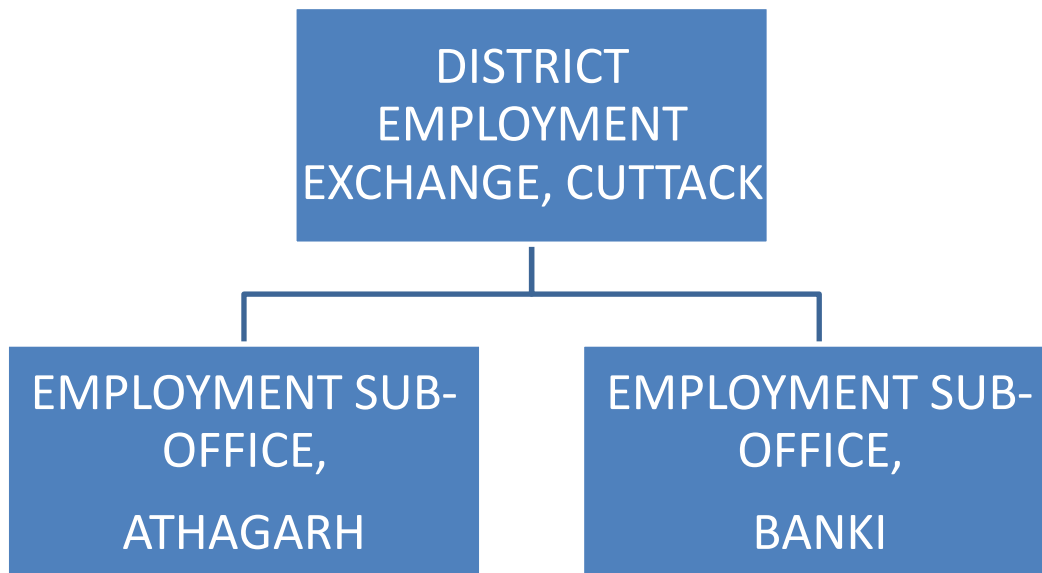 DISTRICT
EMPLOYMENT
EXCHANGE, CUTTACK
EMPLOYMENT SUB-
OFFICE,
ATHAGARH
EMPLOYMENT SUB-
OFFICE,
BANKI